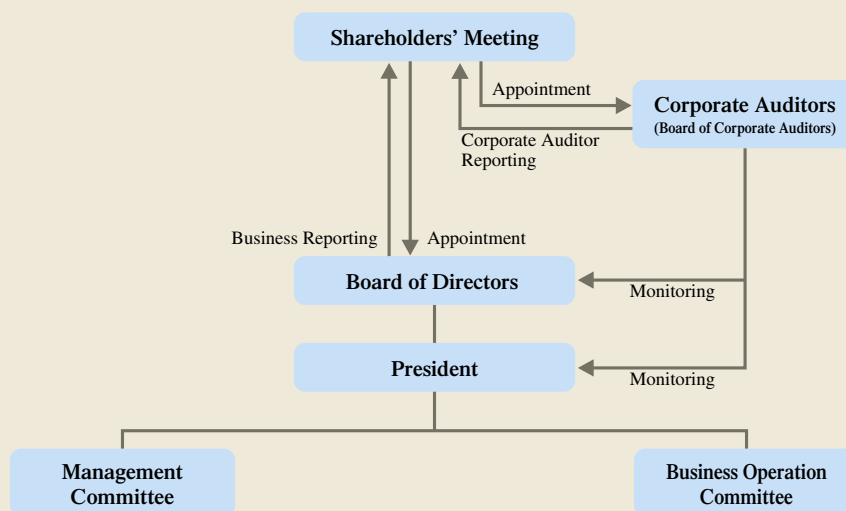 Shareholders’ Meeting
Appointment
Corporate Auditors
(Board of Corporate Auditors)
Corporate Auditor
Reporting
Business Reporting
Appointment
Board of Directors
Monitoring
President
Monitoring
Management
Committee
Business Operation
Committee